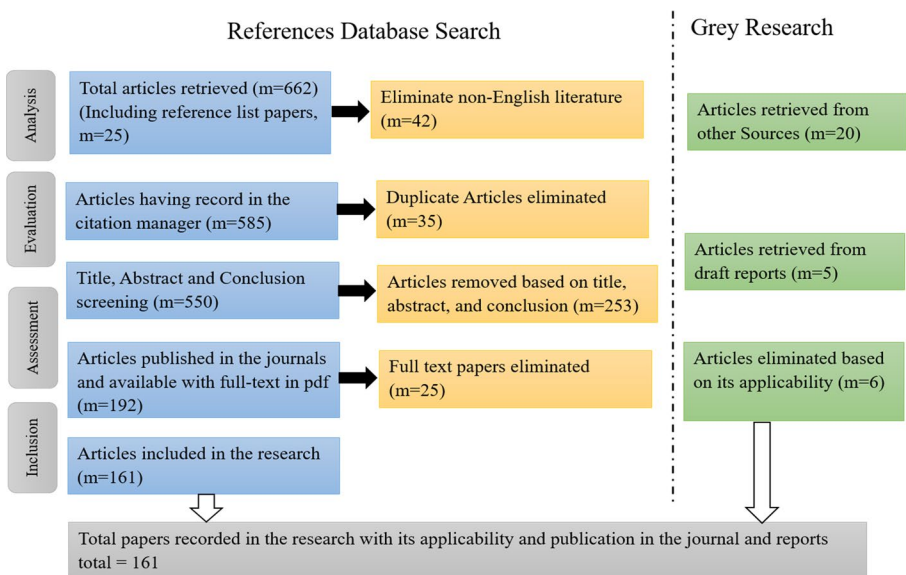 References Database Search
Grey Research
Analysis
Total articles retrieved (m=662)
(Including reference list papers,
m=25)
Eliminate non-English literature
(m=42)
Articles retrieved from
other Sources (m=20)
Evaluation
Articles having record in the
citation manager (m=585)
Duplicate Articles eliminated
(m=35)
Articles retrieved from
draft reports (m=5)
Assessment
Title, Abstract and Conclusion
screening (m=550)
Articles removed based on title,
abstract, and conclusion (m=253)
Articles published in the journals
and available with full-text in pdf
(m=192)
Full text papers eliminated
(m=25)
Articles eliminated based
on its applicability (m=6)
Inclusion
Articles included in the research
(m=161)
Total papers recorded in the research with its applicability and publication in the journal and reports
total = 161